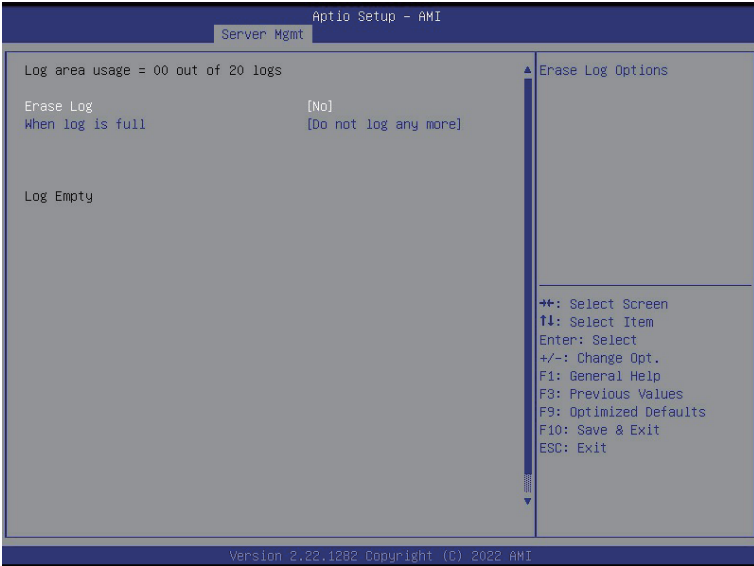 Aptio Setup – AMI
Server Mgmt
Log area usage = 00 out of 20 logs
Erase Log [No]
When log is full [Do not log any more]
Log Empty
Erase Log Options
→←: Select Screen
↑↓: Select Item
Enter: Select
+/-: Change Opt.
F1: General Help
F3: Previous Values
F9: Optimized Defaults
F10: Save & Exit
ESC: Exit
Version 2.22.1282 Copyright (C) 2022 AMI